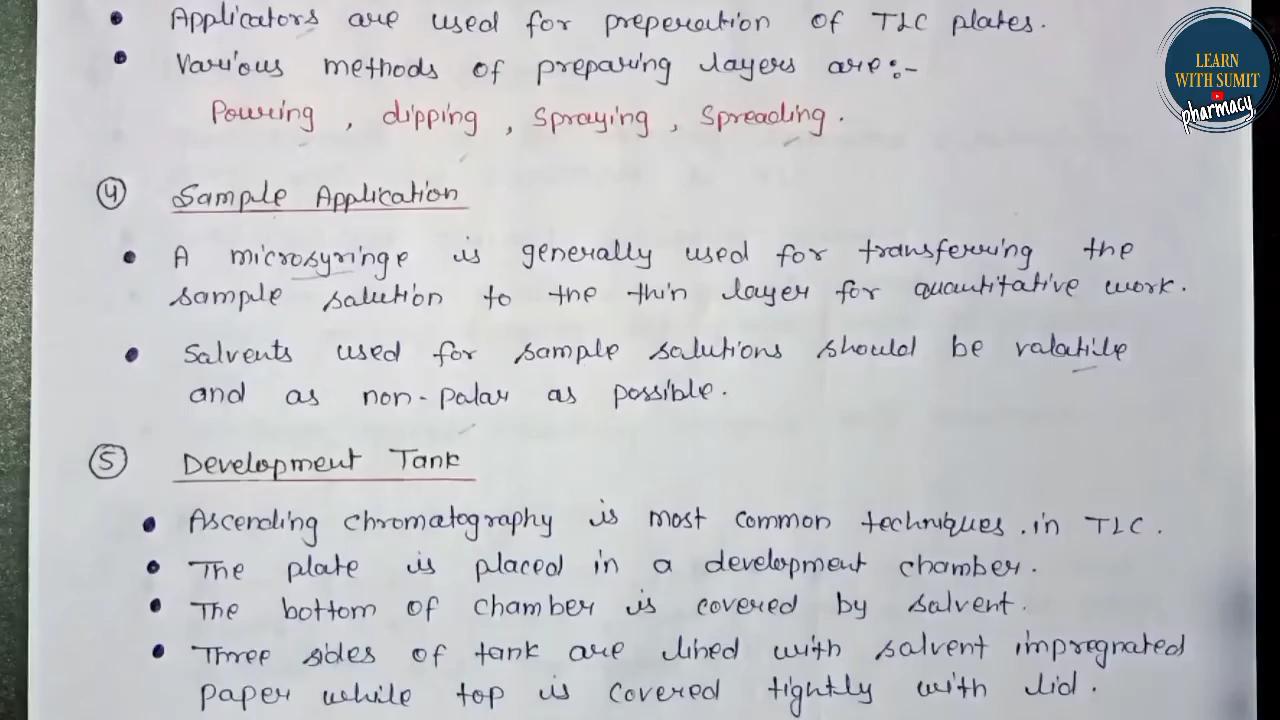 • Applicators are used for preperation of TLC plates.
• Various methods of preparing layers are:-
Pouring, dipping, Spraying, Spreading.
④ Sample Application
• A microsyringe is generally used for transferring the
sample solution to the thin layer for quantitative work.
• Solvents used for sample solutions should be volatile
and as non-polar as possible.
⑤ Development Tank
• Ascending chromatography is most common techniques in TLC.
• The plate is placed in a development chamber.
• The bottom of chamber is covered by solvent.
• Three sides of tank are lined with solvent impregnated
paper while top is covered tightly with lid.
LEARN
WITH SUMIT
pharmacy